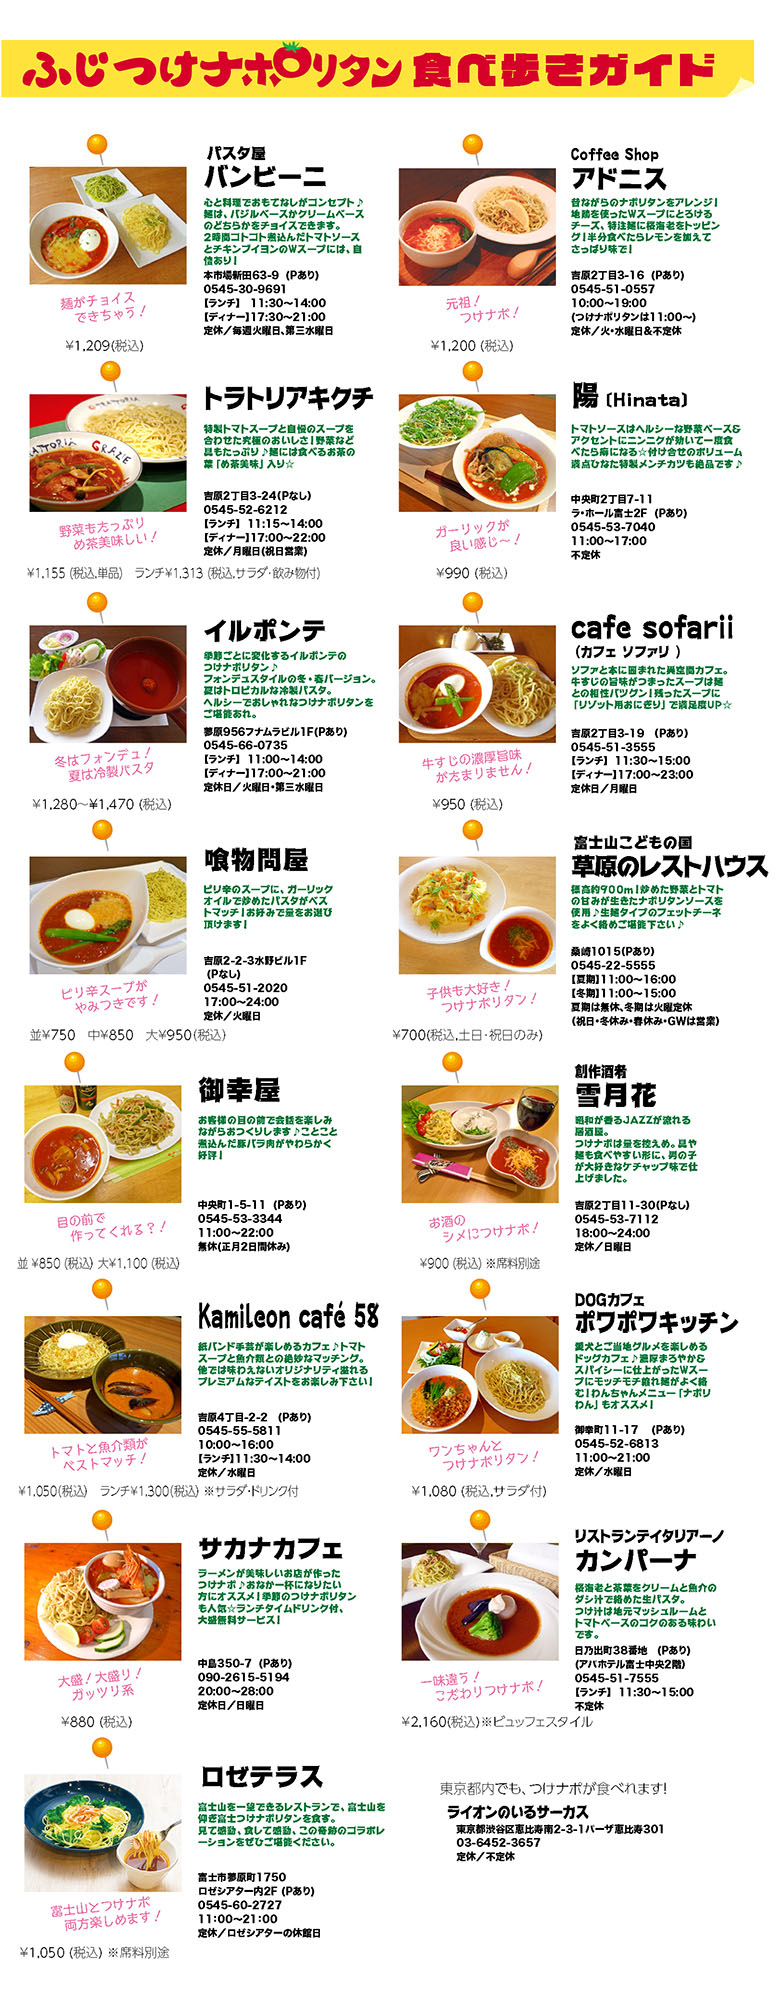 ふじつけナポリタン 食べ歩きガイド
パスタ屋
バンビーニ
心と料理でおもてなしがコンセプト♪
麺は、バジルベースかクリームベース
のどちらかをチョイスできます。
2時間コトコト煮込んだトマトソース
とチキンブイヨンのWスープには、自
信あり!
本市場新田63-9 (Pあり)
0545-30-9691
【ランチ】 11:30〜14:00
【ディナー】17:30〜21:00
定休/毎週火曜日、第三水曜日
麺がチョイス
できちゃう!
¥1,209(税込)
Coffee Shop
アドニス
昔ながらのナポリタンをアレンジ!
地鶏を使ったWスープにとろける
チーズ、特注麺に桜海老をトッピン
グ!半分食べたらレモンを加えて
さっぱり味で!
吉原2丁目3-16 (Pあり)
0545-51-0557
10:00〜19:00
(つけナポリタンは11:00〜)
定休/火・水曜日&不定休
元祖!
つけナポ!
¥1,200 (税込)
トラトリアキクチ
特製トマトスープと自慢のスープを
合わせた究極のおいしさ!野菜など
具もたっぷり♪麺には食べるお茶の
葉「め茶美味」入り☆
吉原2丁目3-24(Pなし)
0545-52-6212
【ランチ】 11:15〜14:00
【ディナー】17:00〜22:00
定休/月曜日(祝日営業)
野菜もたっぷり
め茶美味しい!
¥1,155 (税込,単品) ランチ¥1,313 (税込,サラダ・飲み物付)
陽〔Hinata〕
トマトソースはヘルシーな野菜ベース&
アクセントにニンニクが効いて一度食
べたら癖になる☆付け合せのボリューム
満点ひなた特製メンチカツも絶品です♪
中央町2丁目7-11
ラ・ホール富士2F (Pあり)
0545-53-7040
11:00〜17:00
不定休
ガーリックが
良い感じ〜!
¥990 (税込)
イルポンテ
季節ごとに変化するイルポンテの
つけナポリタン♪
フォンデュスタイルの冬・春バージョン。
夏はトロピカルな冷製パスタ。
ヘルシーでおしゃれなつけナポリタンを
ご堪能あれ。
夢原956フナムラビル1F(Pあり)
0545-66-0735
【ランチ】 11:00〜14:00
【ディナー】17:00〜21:00
定休日/火曜日・第三水曜日
冬はフォンデュ!
夏は冷製パスタ
¥1,280〜¥1,470 (税込)
cafe sofarii
(カフェ ソファリ )
ソファと本に囲まれた異空間カフェ。
牛すじの旨味がつまったスープは麺
との相性バツグン!残ったスープに
「リゾット用おにぎり」で満足度UP☆
吉原2丁目3-19 (Pあり)
0545-51-3555
【ランチ】 11:30〜15:00
【ディナー】17:00〜23:00
定休日/月曜日
牛すじの濃厚旨味
がたまりません!
¥950 (税込)
喰物問屋
ピリ辛のスープに、ガーリック
オイルで炒めたパスタがベス
トマッチ!お好みで量をお選び
頂けます!
吉原2-2-3水野ビル1F
(Pなし)
0545-51-2020
17:00〜24:00
定休/火曜日
ピリ辛スープが
やみつきです!
並¥750 中¥850 大¥950(税込)
富士山こどもの国
草原のレストハウス
標高約900m!炒めた野菜とトマト
の甘みが生きたナポリタンソースを
使用♪生麺タイプのフェットチーネ
をよく絡めご堪能下さい♪
桑崎1015(Pあり)
0545-22-5555
【夏期】11:00〜16:00
【冬期】11:00〜15:00
夏期は無休、冬期は火曜定休
(祝日・冬休み・春休み・GWは営業)
子供も大好き!
つけナポリタン!
¥700(税込,土日・祝日のみ)
御幸屋
お客様の目の前で会話を楽しみ
ながらおつくりします♪ことこと
煮込んだ豚バラ肉がやわらかく
好評!
中央町1-5-11 (Pあり)
0545-53-3344
11:00〜22:00
無休(正月2日間休み)
目の前で
作ってくれる?!
並 ¥850 (税込) 大¥1,100 (税込)
創作酒肴
雪月花
昭和が香るJAZZが流れる
居酒屋。
つけナポは量を控えめ。具や
麺も食べやすい形に、男の子
が大好きなケチャップ味で仕
上げました。
吉原2丁目11-30(Pなし)
0545-53-7112
18:00〜24:00
定休/日曜日
お酒の
シメにつけナポ!
¥900 (税込) ※席料別途
Kamileon café 58
紙バンド手芸が楽しめるカフェ♪トマト
スープと魚介類との絶妙なマッチング。
他では味わえないオリジナリティ溢れる
プレミアムなテイストをお楽しみ下さい!
吉原4丁目-2-2 (Pあり)
0545-55-5811
10:00〜16:00
【ランチ】11:30〜14:00
定休/水曜日
トマトと魚介類が
ベストマッチ!
¥1,050(税込) ランチ¥1,300(税込) ※サラダ・ドリンク付
DOGカフェ
ポワポワキッチン
愛犬とご当地グルメを楽しめる
ドッグカフェ♪濃厚まろやか&
スパイシーに仕上がったWスー
プにモッチモチ縮れ麺がよく絡
む!わんちゃんメニュー「ナポリ
わん」もオススメ!
御幸町11-17 (Pあり)
0545-52-6813
11:00〜21:00
定休/水曜日
ワンちゃんと
つけナポリタン!
¥1,080 (税込,サラダ付)
サカナカフェ
ラーメンが美味しいお店が作った
つけナポ♪おなか一杯になりたい
方にオススメ!季節のつけナポリタン
も人気☆ランチタイムドリンク付、
大盛無料サービス!
中島350-7 (Pあり)
090-2615-5194
20:00〜28:00
定休日/日曜日
大盛!大盛り!
ガッツリ系
¥880 (税込)
リストランテイタリアーノ
カンパーナ
桜海老と茶葉をクリームと魚介の
ダシ汁で絡めた生パスタ。
つけ汁は地元マッシュルームと
トマトベースのコクのある味わい
です。
日乃出町38番地 (Pあり)
(アパホテル富士中央2階)
0545-51-7555
【ランチ】 11:30〜15:00
不定休
一味違う!
こだわりつけナポ!
¥2,160(税込)※ビュッフェスタイル
ロゼテラス
富士山を一望できるレストランで、富士山を
仰ぎ富士つけナポリタンを食す。
見て感動、食して感動、この奇跡のコラボレ
ーションをぜひご堪能ください。
富士市蓼原町1750
ロゼシアター内2F (Pあり)
0545-60-2727
11:00〜21:00
定休/ロゼシアターの休館日
富士山とつけナポ
両方楽しめます!
¥1,050 (税込) ※席料別途
東京都内でも、つけナポが食べれます!
ライオンのいるサーカス
東京都渋谷区恵比寿南2-3-1バーザ恵比寿301
03-6452-3657
定休/不定休